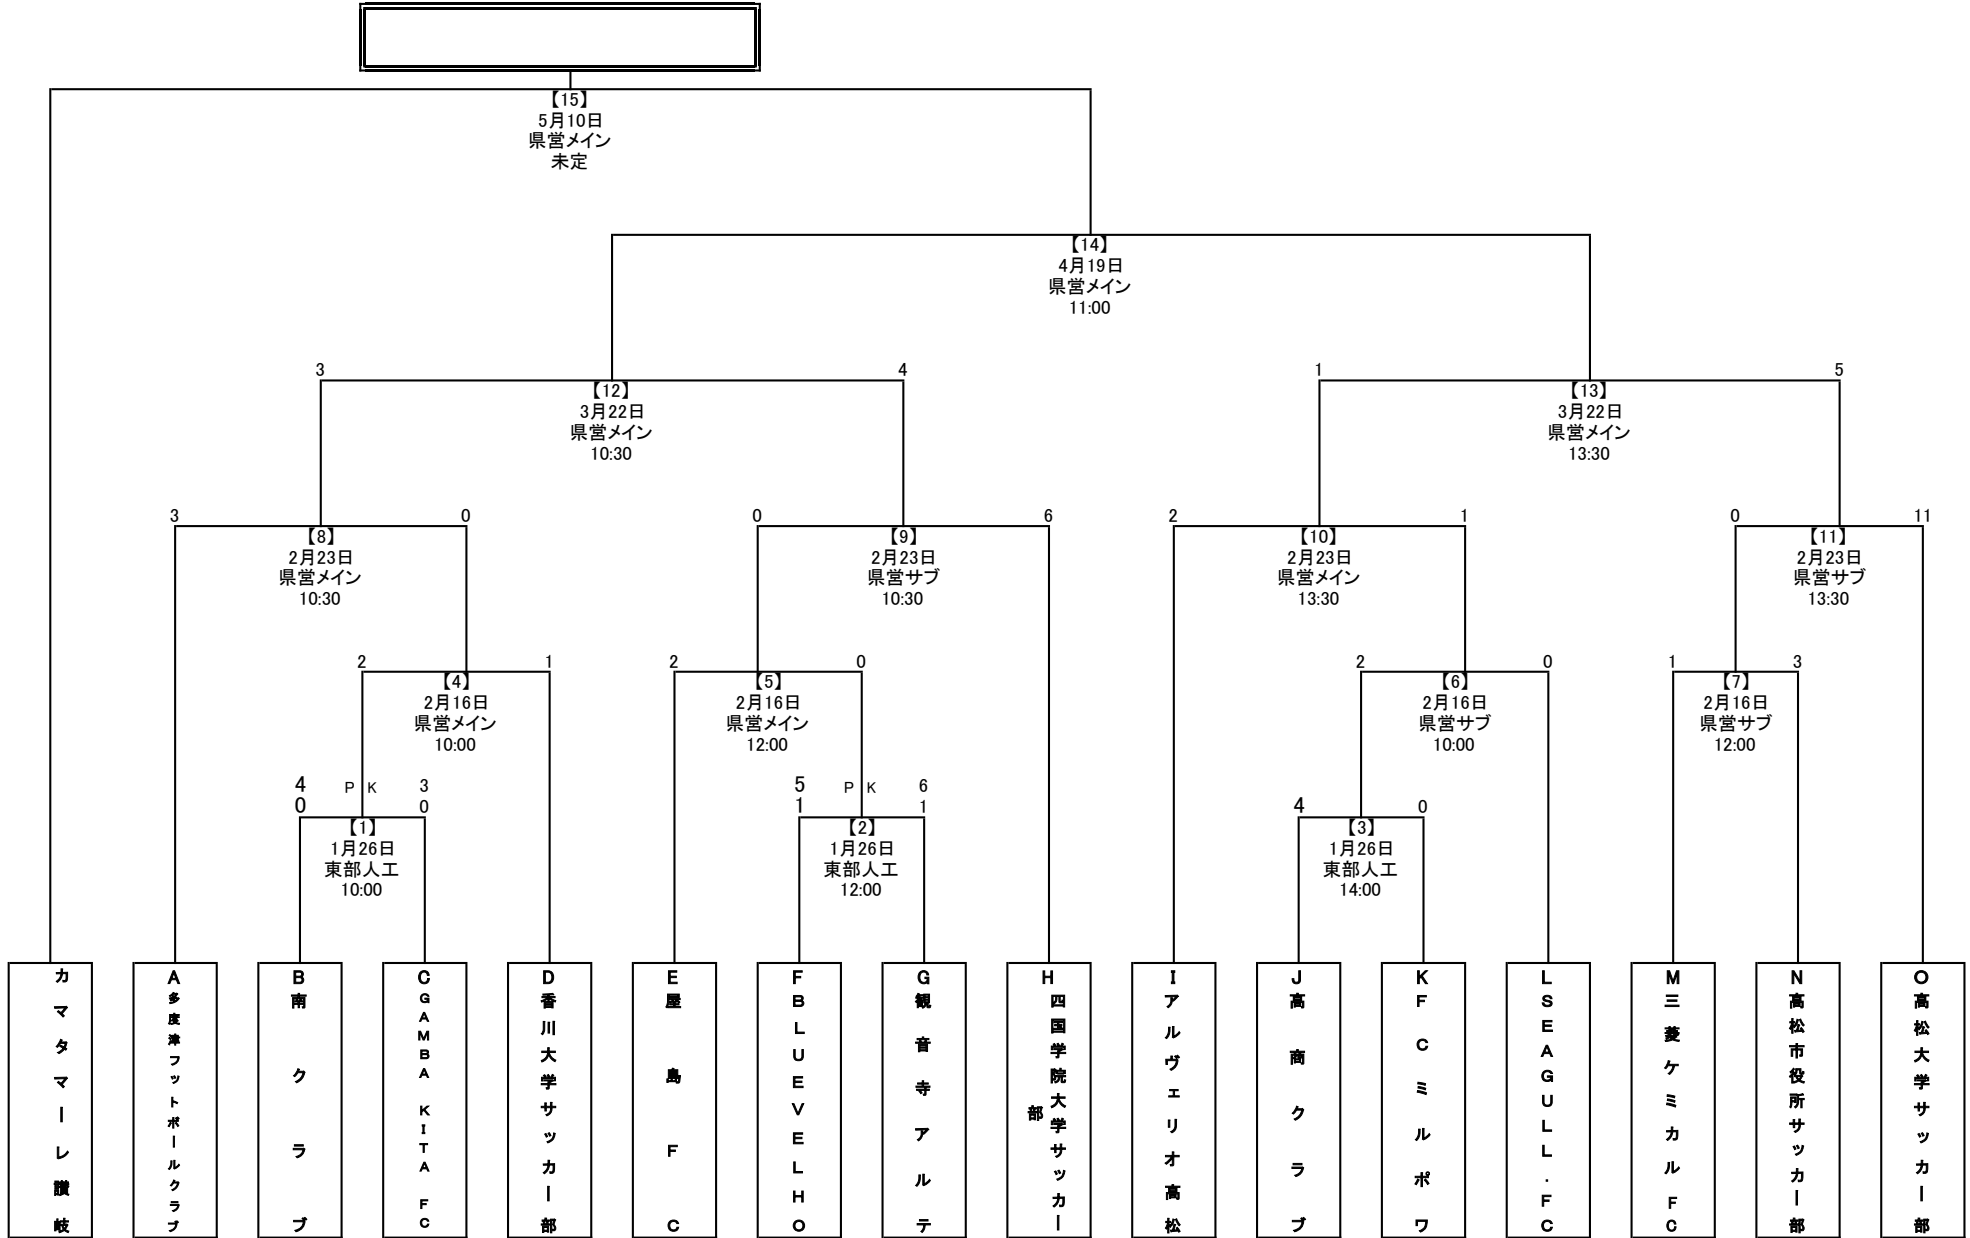 【15】
5月10日
県営メイン
未定
【14】
4月19日
県営メイン
11:00
3 4
【12】
3月22日
県営メイン
10:30
1 5
【13】
3月22日
県営メイン
13:30
3 0
【8】
2月23日
県営メイン
10:30
0 6
【9】
2月23日
県営サブ
10:30
2 1
【10】
2月23日
県営メイン
13:30
0 11
【11】
2月23日
県営サブ
13:30
2 1
【4】
2月16日
県営メイン
10:00
2 0
【5】
2月16日
県営メイン
12:00
2 0
【6】
2月16日
県営サブ
10:00
1 3
【7】
2月16日
県営サブ
12:00
4 PK 3
0 0
【1】
1月26日
東部人工
10:00
5 PK 6
1 1
【2】
1月26日
東部人工
12:00
4 0
【3】
1月26日
東部人工
14:00
カマタマーレ讃岐
A
多度津フットボールクラブ
B
南クラブ
C
GAMBA KITA FC
D
香川大学サッカー部
E
屋島FC
F
BLUEVELHO
G
観音寺アルテ
H
四国学院大学サッカー
部
I
アルヴェリオ高松
J
高商クラブ
K
FCミルポワ
L
SEAGULL.FC
M
三菱ケミカルFC
N
高松市役所サッカー部
O
高松大学サッカー部